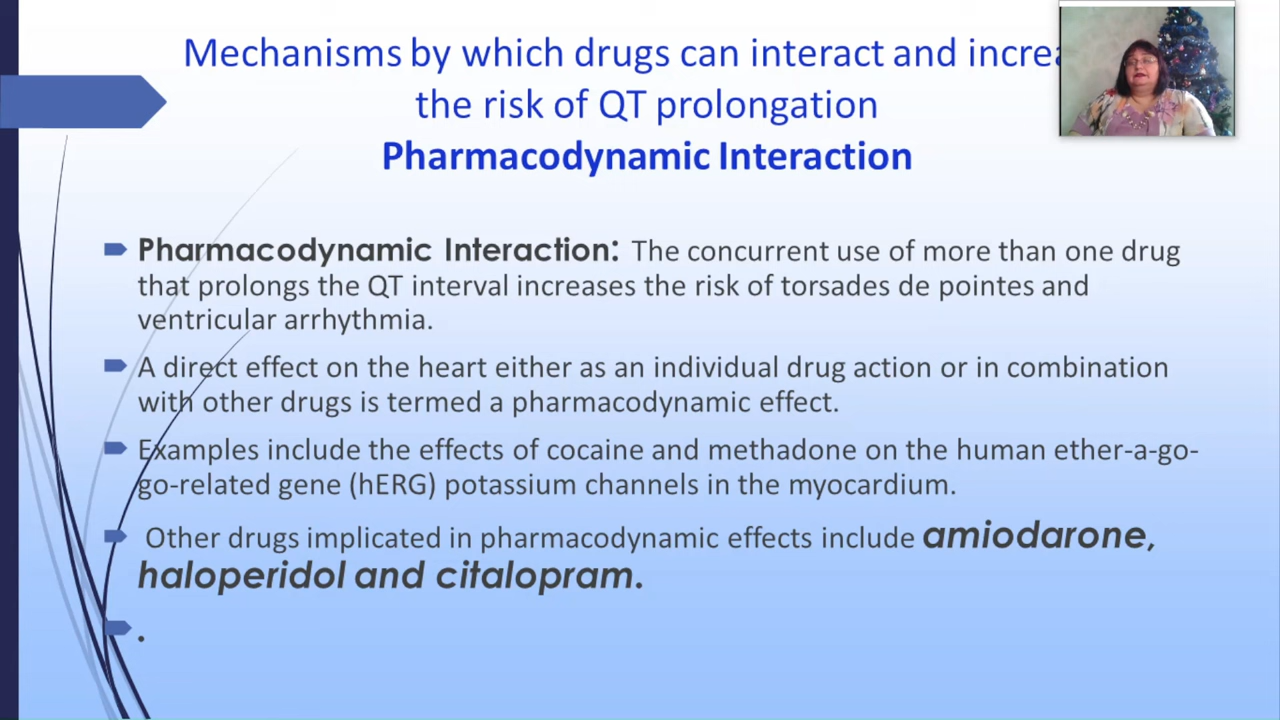 Mechanisms by which drugs can interact and
the risk of QT prolongation
Pharmacodynamic Interaction
Pharmacodynamic Interaction: The concurrent use of more than one drug
that prolongs the QT interval increases the risk of torsades de pointes and
ventricular arrhythmia.
A direct effect on the heart either as an individual drug action or in combination
with other drugs is termed a pharmacodynamic effect.
Examples include the effects of cocaine and methadone on the human ether-a-go-
go-related gene (hERG) potassium channels in the myocardium.
Other drugs implicated in pharmacodynamic effects include amiodarone,
haloperidol and citalopram.
.